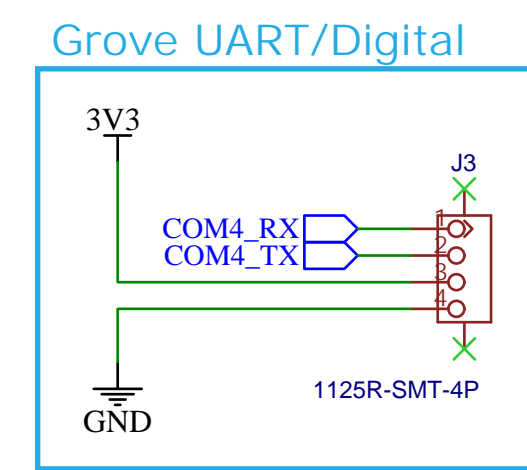 Grove UART/Digital
3V3
J3
COM4_RX
1
COM4_TX
2
3
4
1125R-SMT-4P
GND